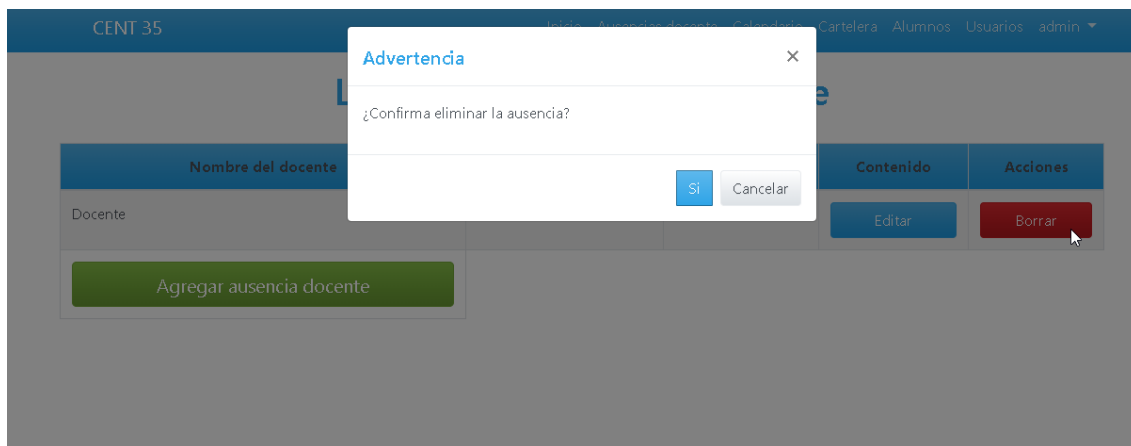 CENT 35
Inicio Ausencias docente Calendario Cartelera Alumnos Usuarios admin
Advertencia
×
¿Confirma eliminar la ausencia?
Si Cancelar
Nombre del docente Contenido Acciones
Docente Editar Borrar
Agregar ausencia docente